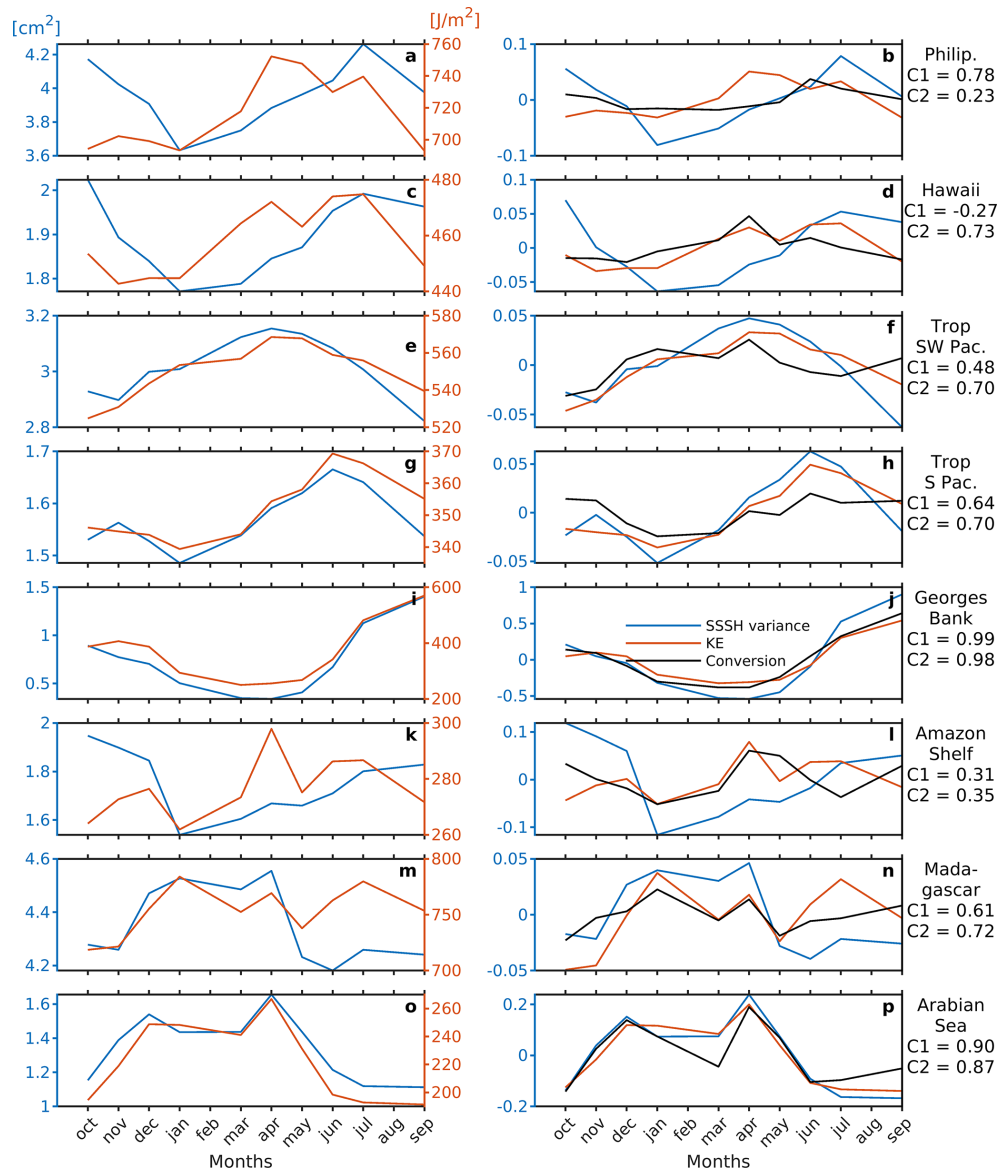 [cm2] [J/m2]
4.2
4
3.8
3.6
a
760
740
720
700
0.1
0
-0.1
b
Philip.
C1 = 0.78
C2 = 0.23
2
1.9
1.8
c
480
460
440
0.1
0.05
0
-0.05
d
Hawaii
C1 = -0.27
C2 = 0.73
3.2
3
2.8
e
580
560
540
520
0.05
0
-0.05
f
Trop
SW Pac.
C1 = 0.48
C2 = 0.70
1.7
1.6
1.5
g
370
360
350
340
0.05
0
-0.05
h
Trop
S Pac.
C1 = 0.64
C2 = 0.70
1.5
1
0.5
i
600
400
200
1
0.5
0
-0.5
j
SSSH variance
KE
Conversion
Georges
Bank
C1 = 0.99
C2 = 0.98
2
1.8
1.6
k
300
280
260
0.1
0
-0.1
l
Amazon
Shelf
C1 = 0.31
C2 = 0.35
4.6
4.4
4.2
m
800
750
700
0.05
0
-0.05
n
Mada-
gascar
C1 = 0.61
C2 = 0.72
1.6
1.4
1.2
1
o
260
240
220
200
0.2
0
-0.2
p
Arabian
Sea
C1 = 0.90
C2 = 0.87
oct nov dec jan feb mar apr may jun jul aug sep
Months
oct nov dec jan feb mar apr may jun jul aug sep
Months